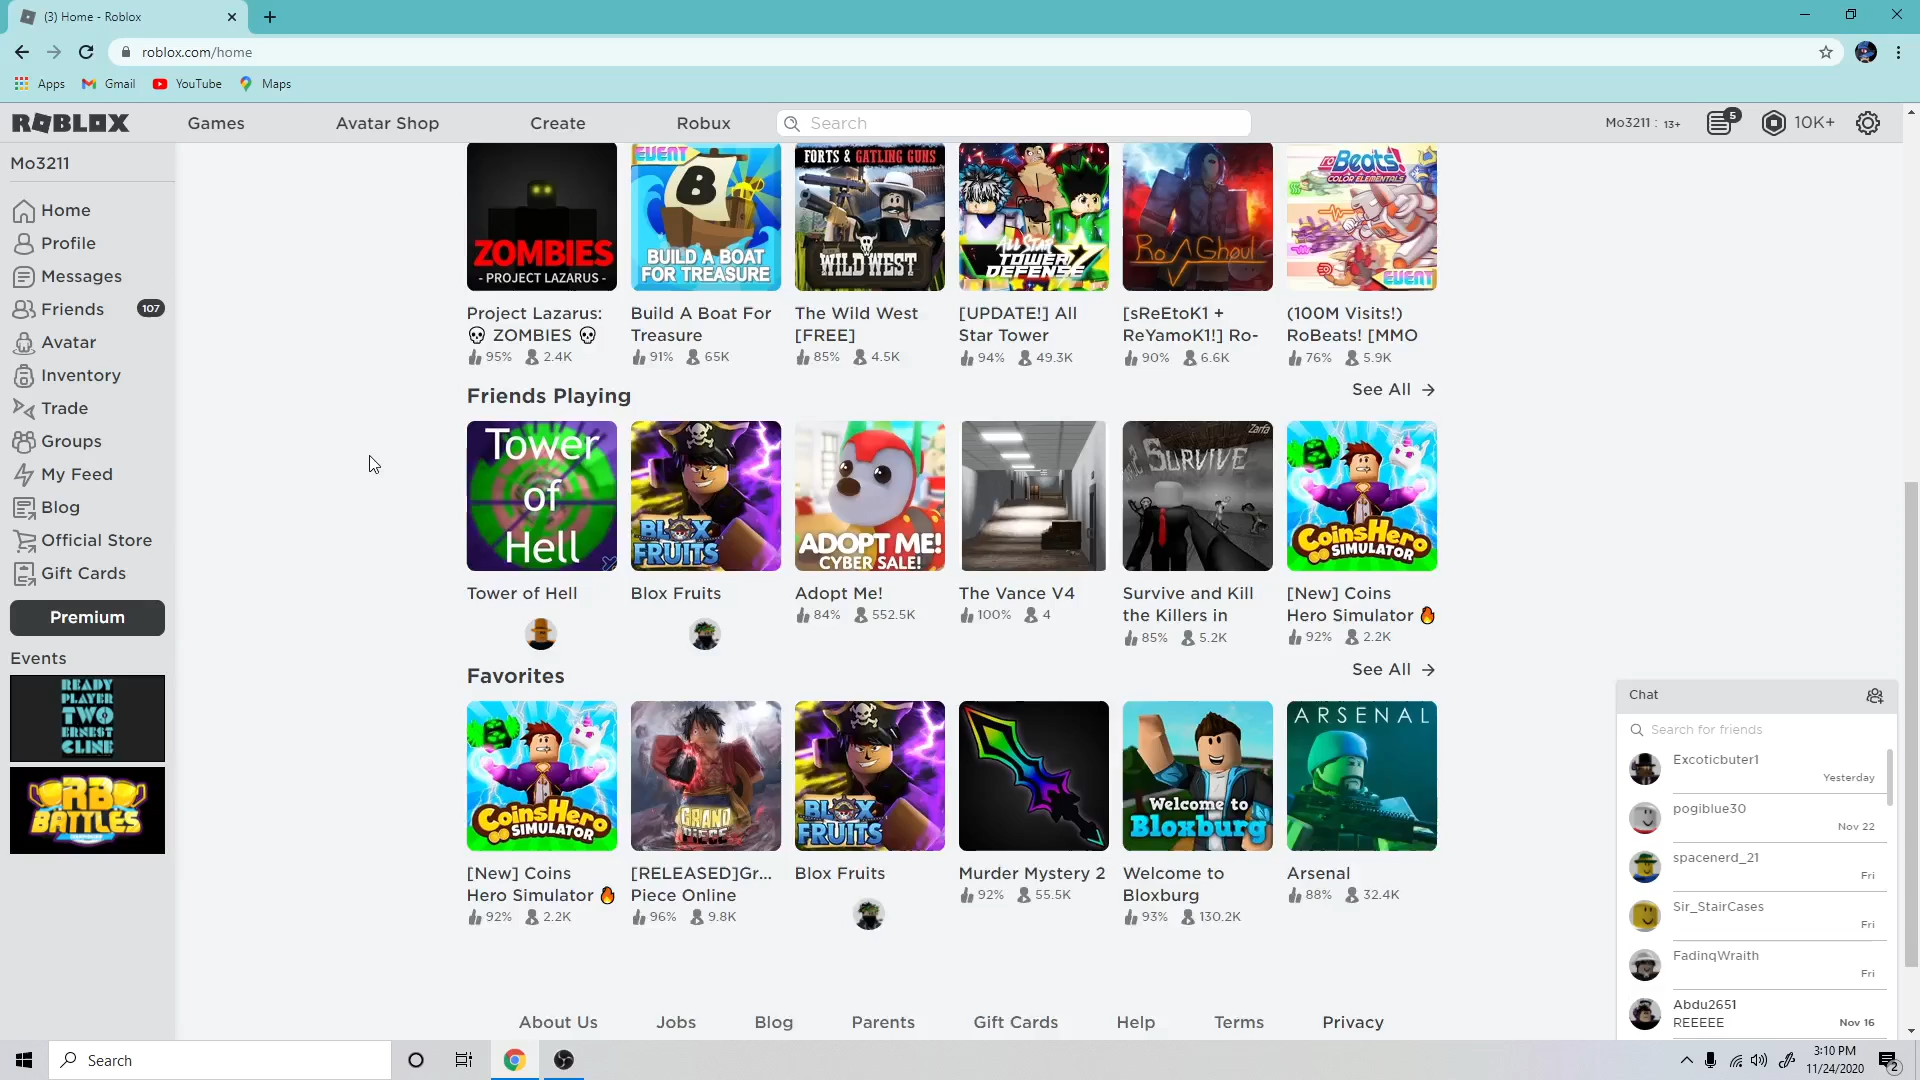 (3) Home - Roblox
roblox.com/home
Apps Gmail YouTube Maps
ROBLOX Games Avatar Shop Create Robux Search Mo3211 : 13+ 5 10K+
Mo3211
Home
Profile
Messages
Friends 107
Avatar
Inventory
Trade
Groups
My Feed
Blog
Official Store
Gift Cards
Premium
Events
READY
PLAYER
TWO
ERNEST
CLINE
RB
BATTLES
ZOMBIES
- PROJECT LAZARUS -
EVENT
B
BUILD A BOAT
FOR TREASURE
FORTS & GATLING GUNS
WILD WEST
ALL STAR
TOWER
DEFENSE
Ro Ghoul
roBeats!
COLOR ELEMENTALS
EVENT
Project Lazarus:
💀 ZOMBIES 💀
95% 2.4K
Build A Boat For
Treasure
91% 65K
The Wild West
[FREE]
85% 4.5K
[UPDATE!] All
Star Tower
94% 49.3K
[sReEtoK1 +
ReYamoK1!] Ro-
90% 6.6K
(100M Visits!)
RoBeats! [MMO
76% 5.9K
Friends Playing See All
Tower
of
Hell
BLOX
FRUITS
ADOPT ME!
CYBER SALE!
Zarfa
SURVIVE
COINS HERO
SIMULATOR
Tower of Hell
Blox Fruits
Adopt Me!
84% 552.5K
The Vance V4
100% 4
Survive and Kill
the Killers in
85% 5.2K
[New] Coins
Hero Simulator 🔥
92% 2.2K
Favorites See All
COINS HERO
SIMULATOR
GRAND
PIECE
BLOX
FRUITS
Welcome to
Bloxburg
ARSENAL
[New] Coins
Hero Simulator 🔥
92% 2.2K
[RELEASED]Gr...
Piece Online
96% 9.8K
Blox Fruits
Murder Mystery 2
92% 55.5K
Welcome to
Bloxburg
93% 130.2K
Arsenal
88% 32.4K
Chat
Search for friends
Excoticbuter1
Yesterday
pogiblue30
Nov 22
spacenerd_21
Fri
Sir_StairCases
Fri
FadinqWraith
Fri
Abdu2651
REEEEE Nov 16
About Us Jobs Blog Parents Gift Cards Help Terms Privacy
Search
3:10 PM
11/24/2020
2